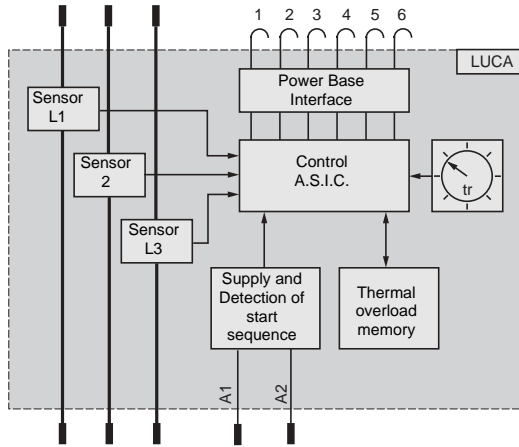 1 2 3 4 5 6
LUCA
Power Base
Interface
Sensor
L1
Control
A.S.I.C.
Sensor
2
tr
Sensor
L3
Supply and
Detection of
start
sequence
Thermal
overload
memory
A1
A2